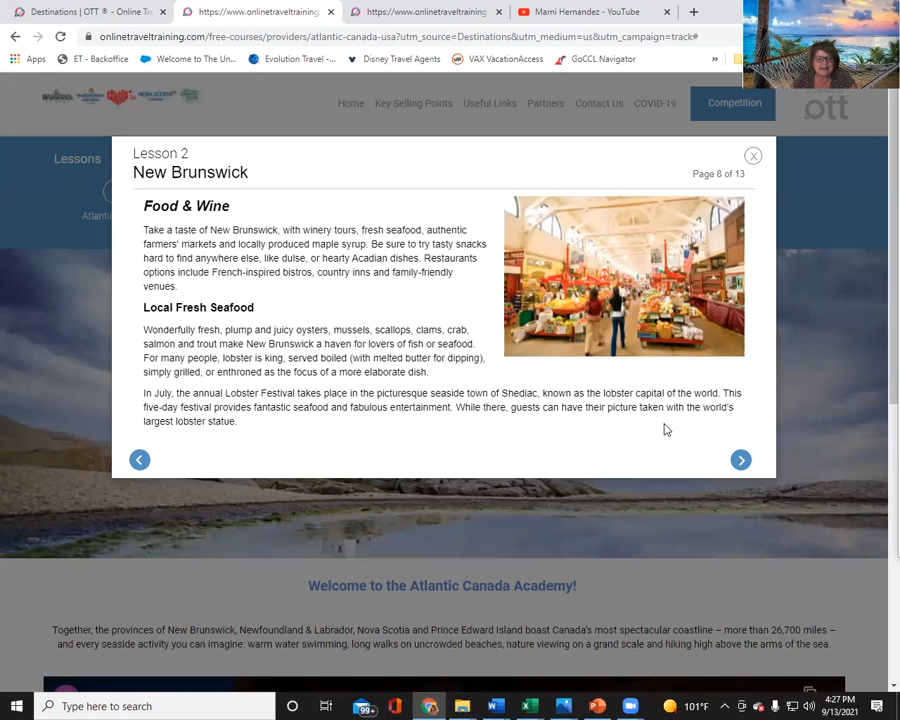 Destinations | OTT ® - Online Tra
https://www.onlinetraveltraining.
https://www.onlinetraveltraining
Marni Hernandez - YouTube
onlinetraveltraining.com/free-courses/providers/atlantic-canada-usa?utm_source=Destinations&utm_medium=us&utm_campaign=track#
Apps ET - Backoffice Welcome to The Un... Evolution Travel -... Disney Travel Agents VAX VacationAccess GoCCL Navigator »
Home Key Selling Points Useful Links Partners Contact Us COVID-19 Competition ott
Lessons
Atlantic
Lesson 2
X
New Brunswick
Page 8 of 13
Food & Wine
Take a taste of New Brunswick, with winery tours, fresh seafood, authentic
farmers' markets and locally produced maple syrup. Be sure to try tasty snacks
hard to find anywhere else, like dulse, or hearty Acadian dishes. Restaurants
options include French-inspired bistros, country inns and family-friendly
venues.
Local Fresh Seafood
Wonderfully fresh, plump and juicy oysters, mussels, scallops, clams, crab,
salmon and trout make New Brunswick a haven for lovers of fish or seafood.
For many people, lobster is king, served boiled (with melted butter for dipping),
simply grilled, or enthroned as the focus of a more elaborate dish.
In July, the annual Lobster Festival takes place in the picturesque seaside town of Shediac, known as the lobster capital of the world. This
five-day festival provides fantastic seafood and fabulous entertainment. While there, guests can have their picture taken with the world's
largest lobster statue.
Welcome to the Atlantic Canada Academy!
Together, the provinces of New Brunswick, Newfoundland & Labrador, Nova Scotia and Prince Edward Island boast Canada's most spectacular coastline – more than 26,700 miles –
and every seaside activity you can imagine: warm water swimming, long walks on uncrowded beaches, nature viewing on a grand scale and hiking high above the arms of the sea.
Type here to search
99+
101°F
4:27 PM
9/13/2021